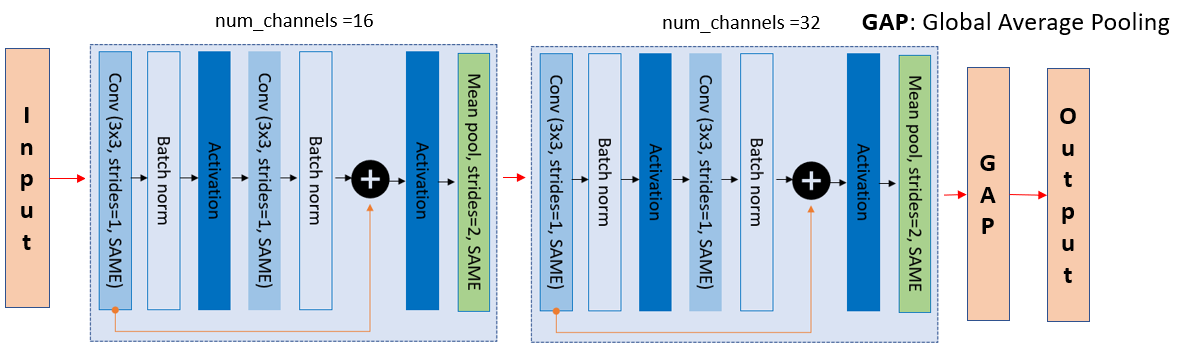 num_channels =16
num_channels =32
GAP: Global Average Pooling
Input
Conv (3x3, strides=1, SAME)
Batch norm
Activation
Conv (3x3, strides=1, SAME)
Batch norm
+
Activation
Mean pool, strides=2, SAME
Conv (3x3, strides=1, SAME)
Batch norm
Activation
Conv (3x3, strides=1, SAME)
Batch norm
+
Activation
Mean pool, strides=2, SAME
GAP
Output